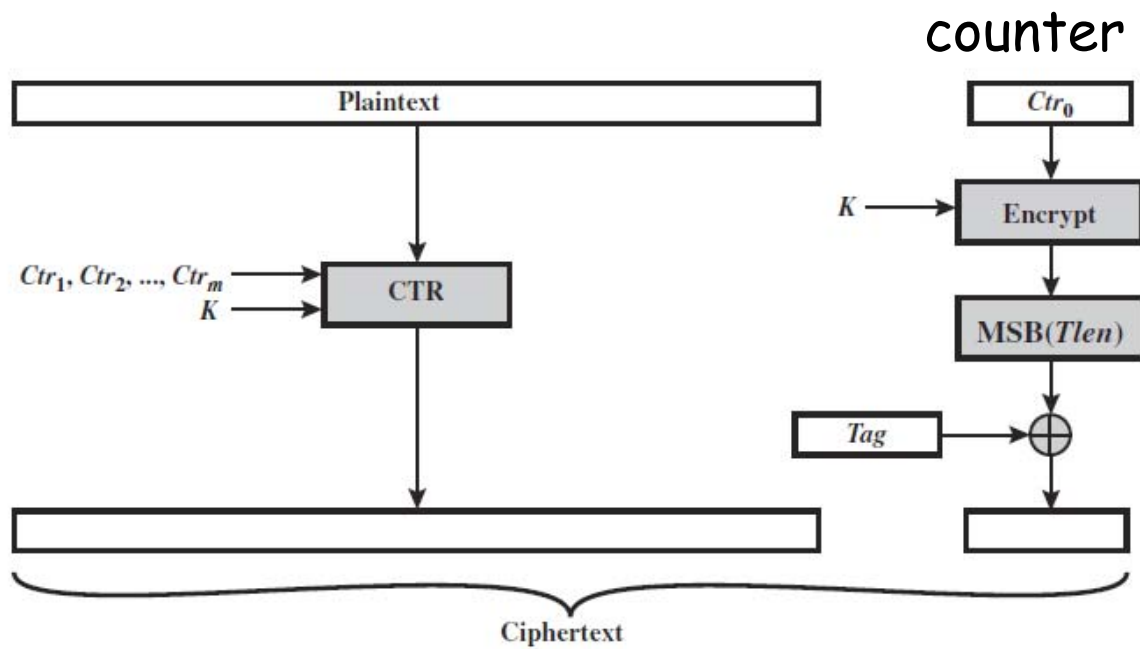 counter
Plaintext
Ctr₀
K
Encrypt
Ctr₁, Ctr₂, ..., Ctrₘ
K
CTR
MSB(Tlen)
Tag
Ciphertext